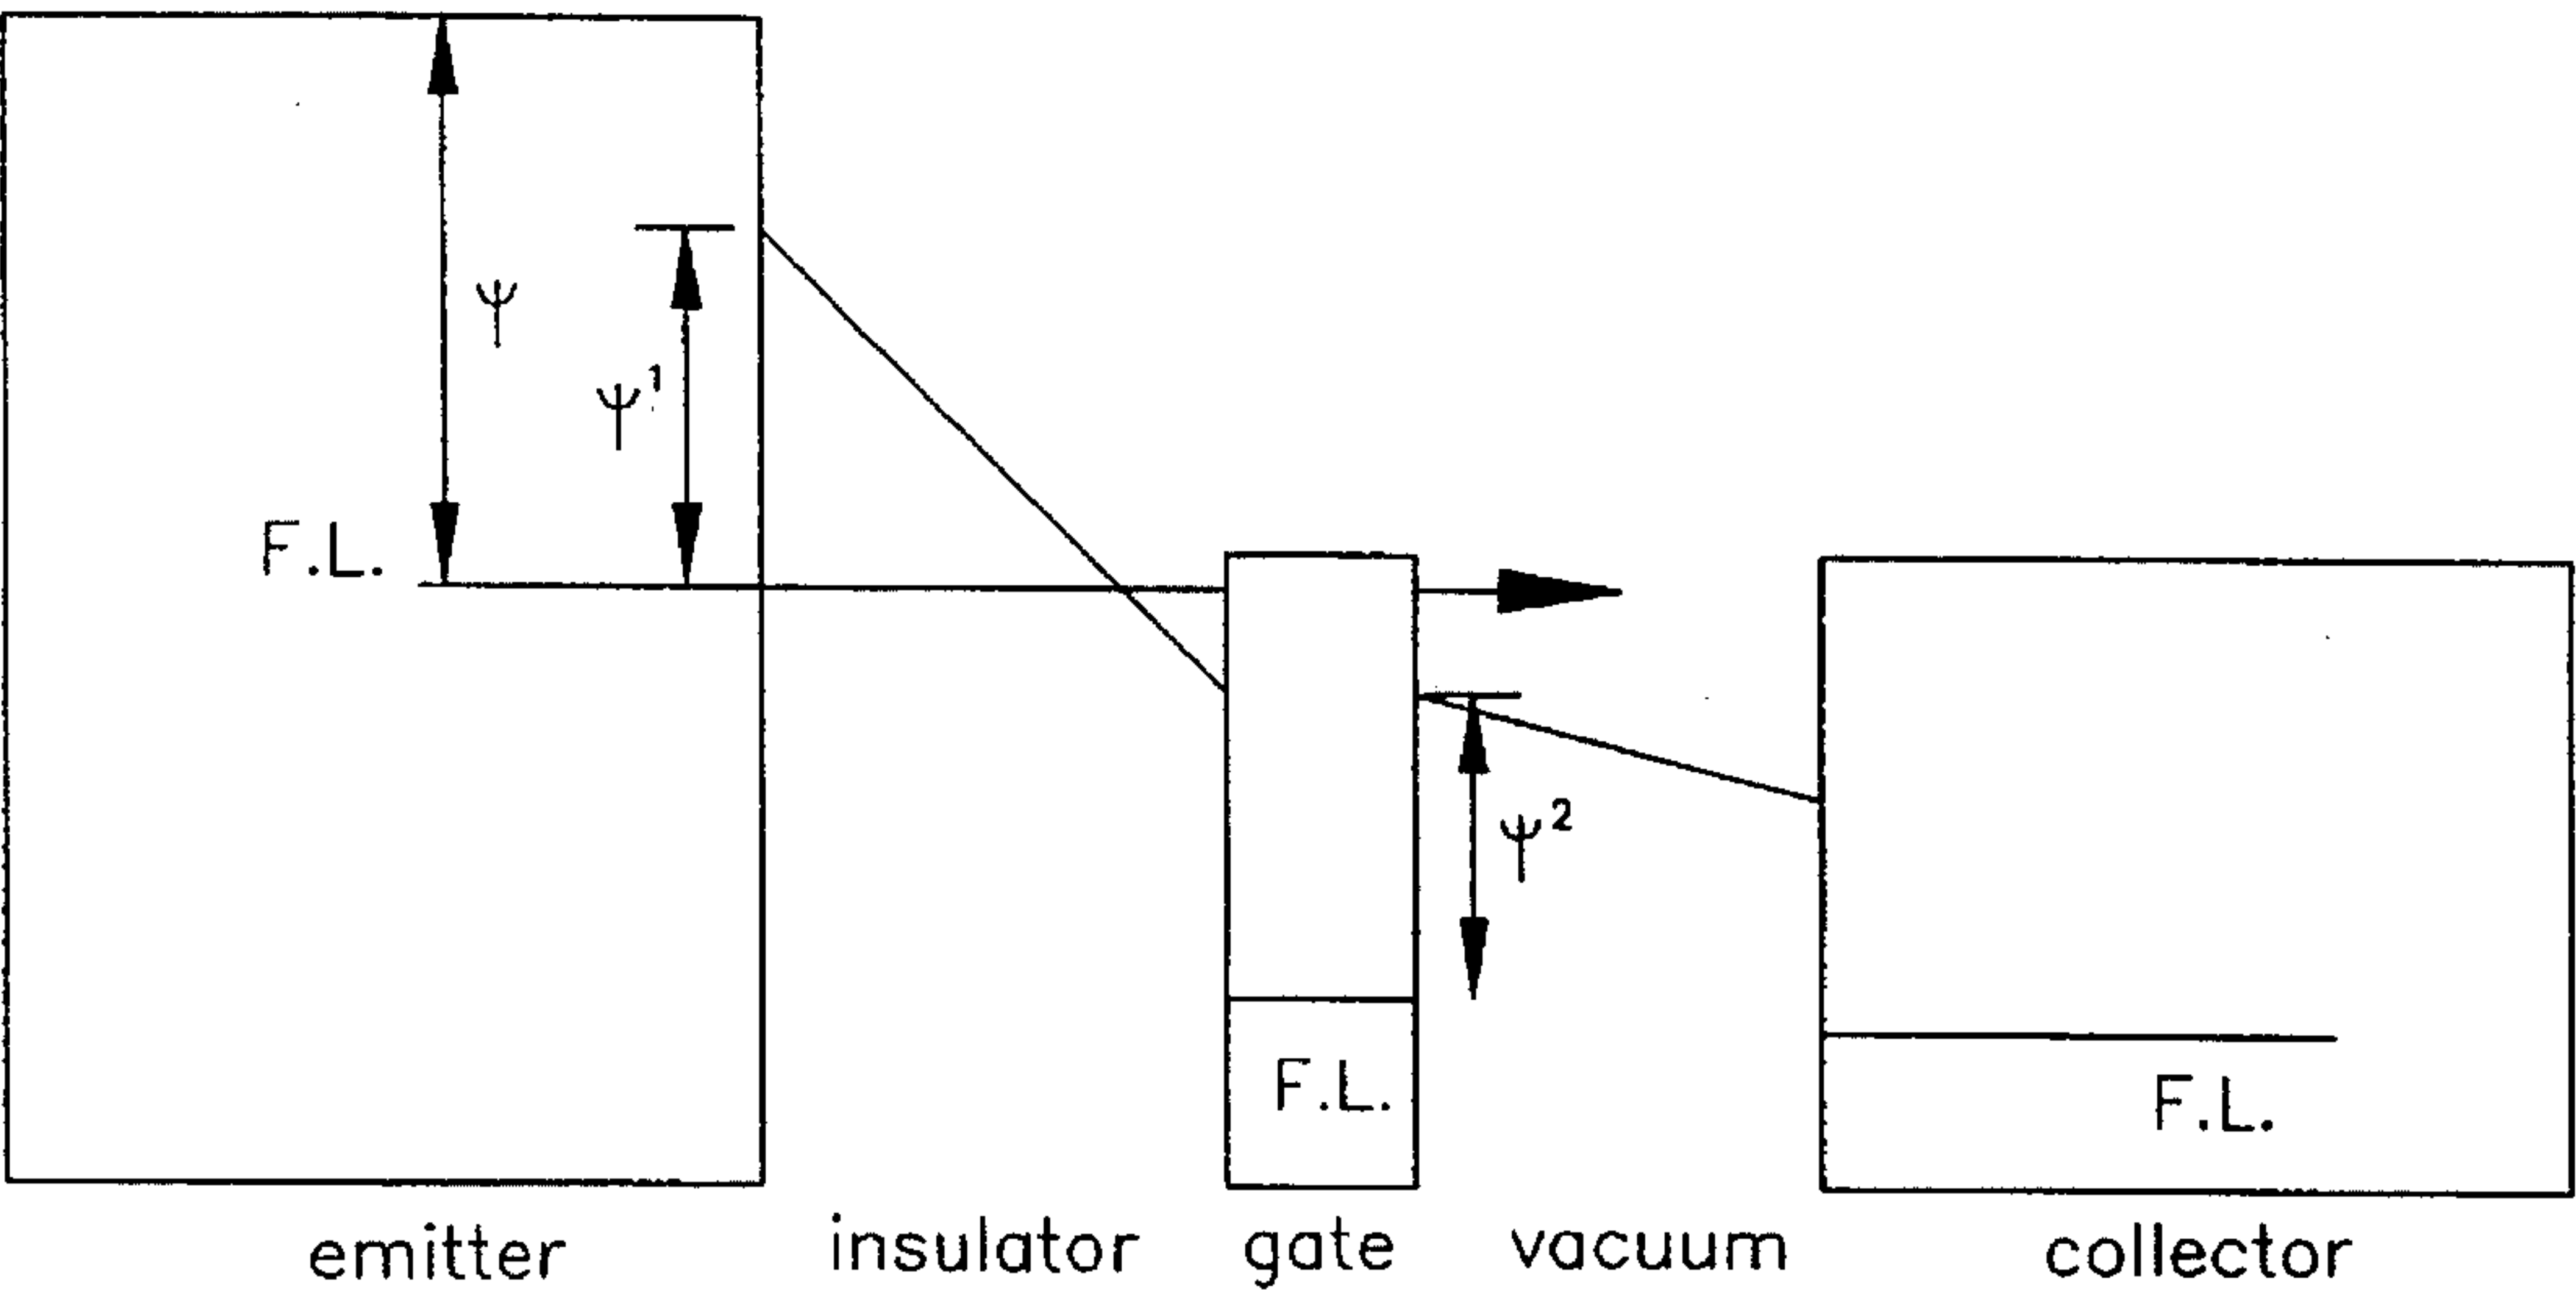 ψ
ψ¹
F.L.
ψ²
F.L.
F.L.
emitter insulator gate vacuum collector